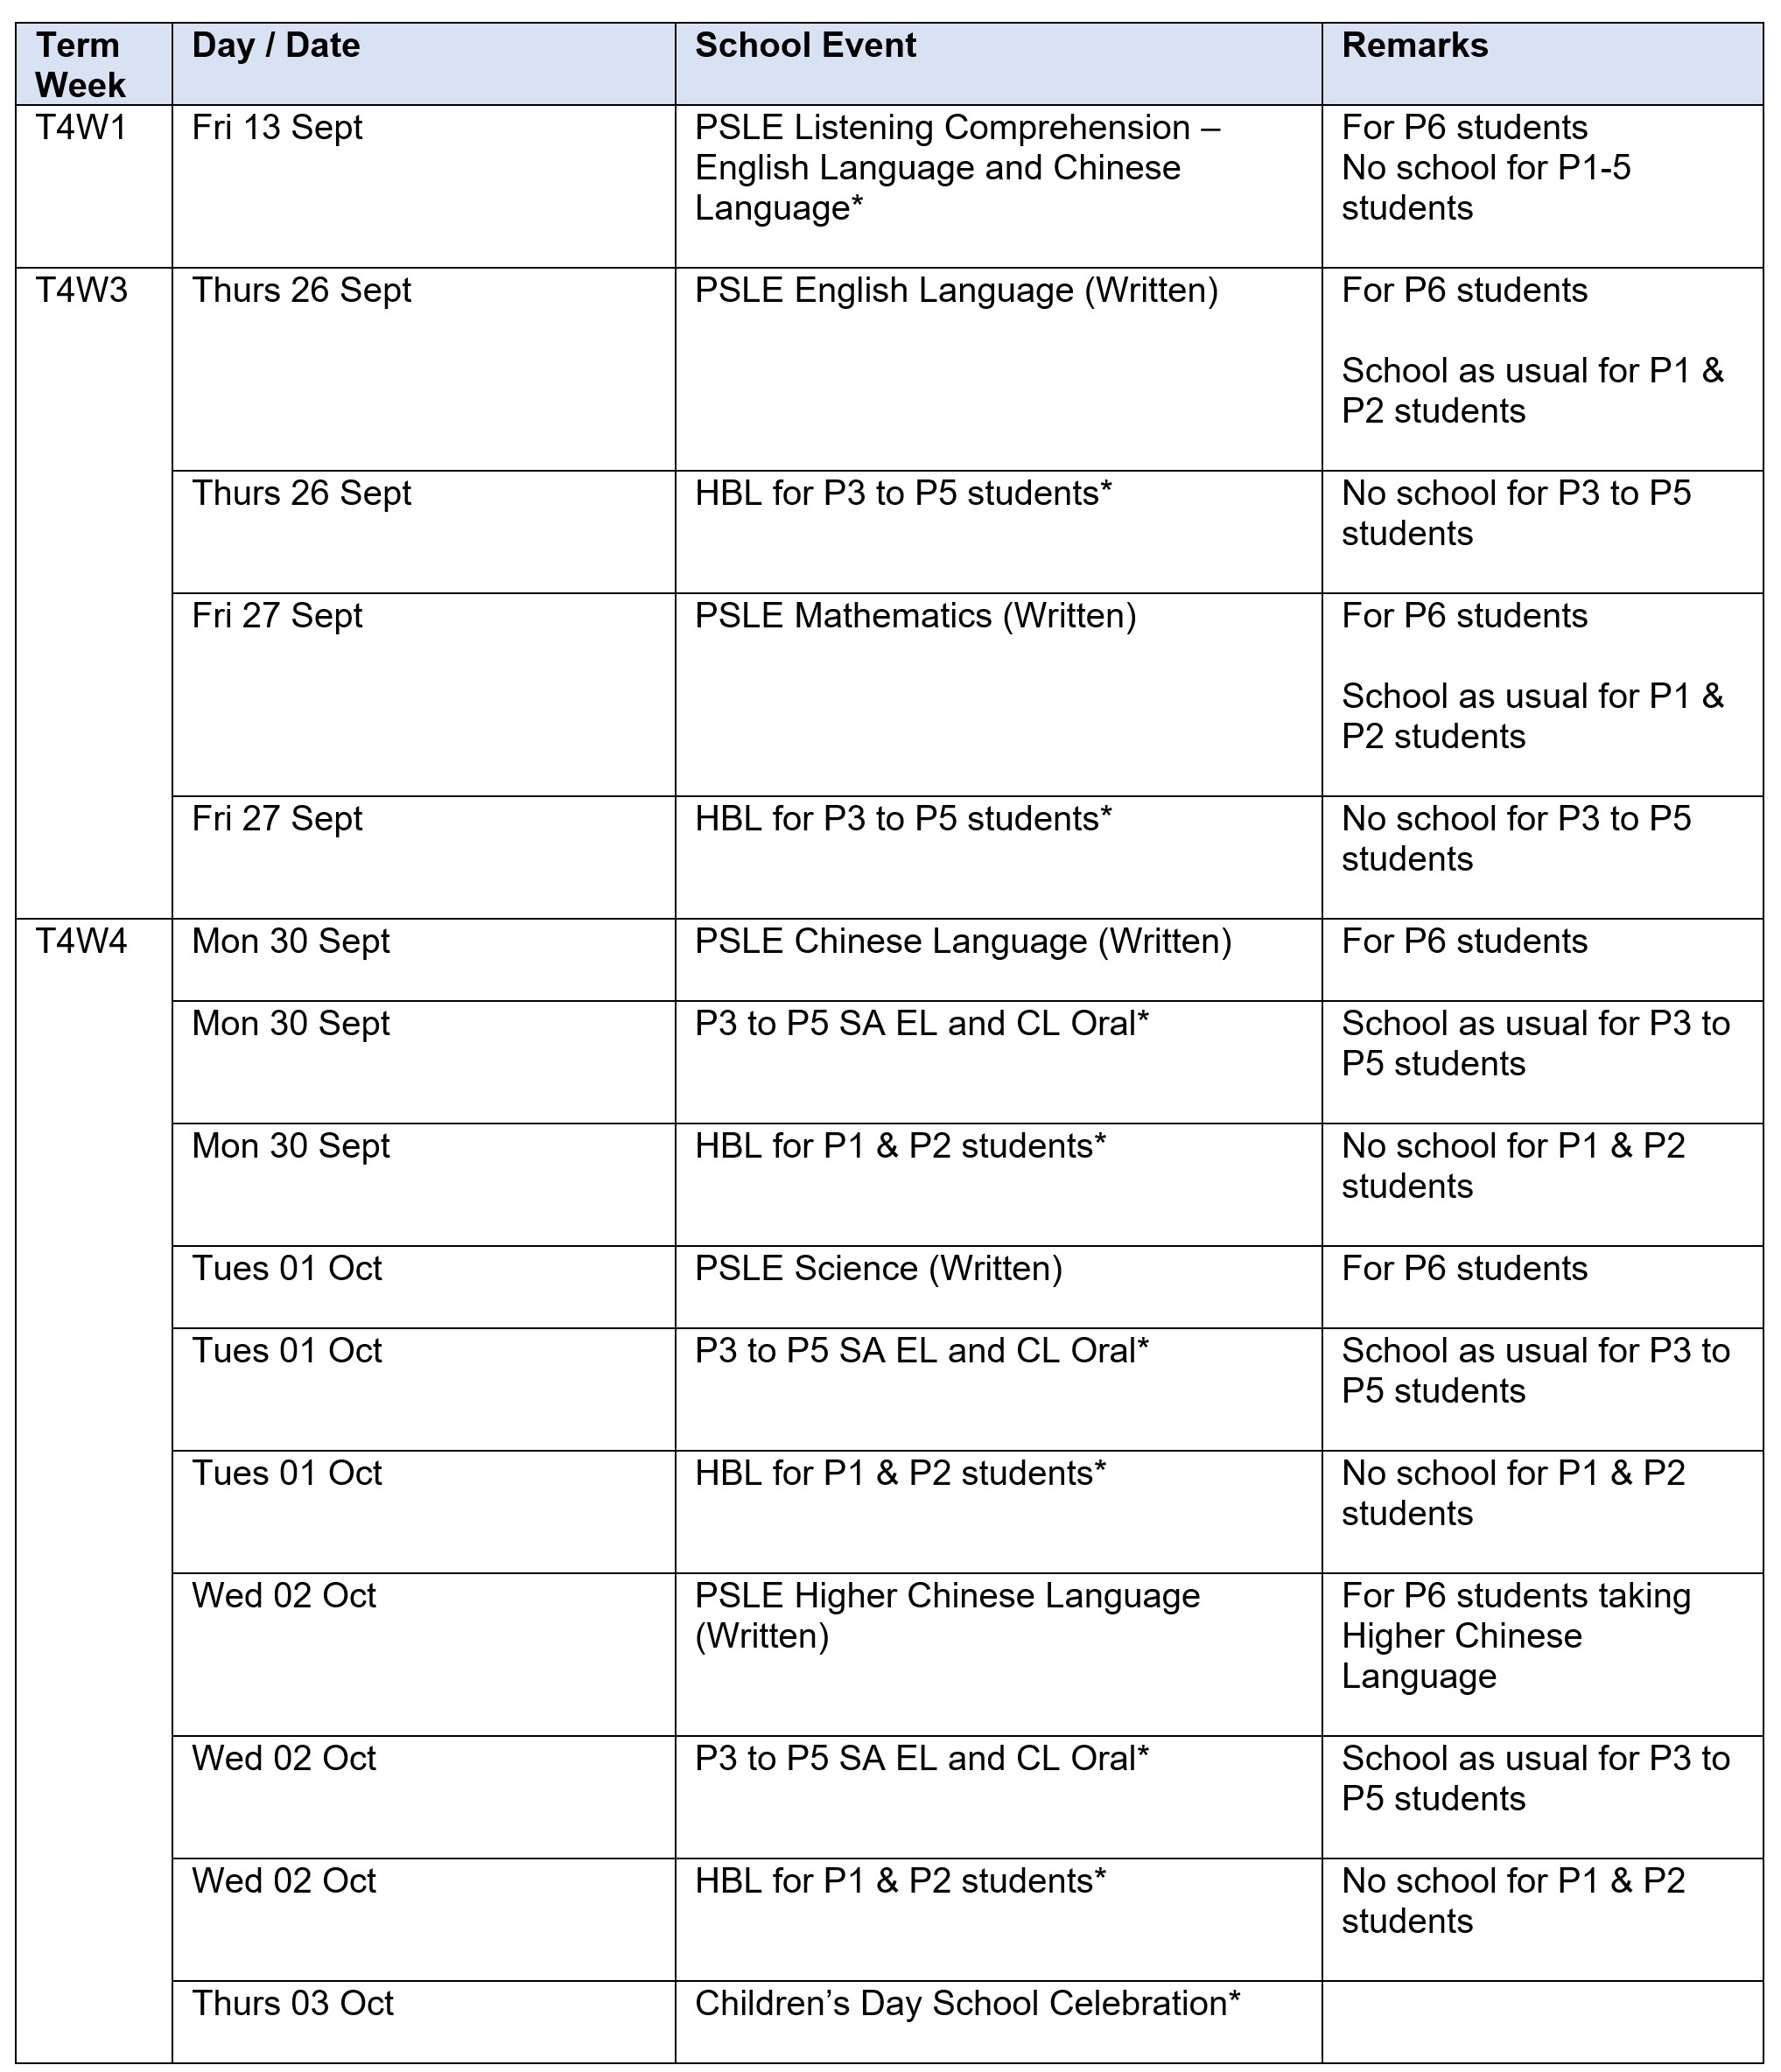 Term
Week
Day / Date
School Event
Remarks
T4W1
Fri 13 Sept
PSLE Listening Comprehension –
English Language and Chinese
Language*
For P6 students
No school for P1-5
students
T4W3
Thurs 26 Sept
PSLE English Language (Written)
For P6 students
School as usual for P1 &
P2 students
Thurs 26 Sept
HBL for P3 to P5 students*
No school for P3 to P5
students
Fri 27 Sept
PSLE Mathematics (Written)
For P6 students
School as usual for P1 &
P2 students
Fri 27 Sept
HBL for P3 to P5 students*
No school for P3 to P5
students
T4W4
Mon 30 Sept
PSLE Chinese Language (Written)
For P6 students
Mon 30 Sept
P3 to P5 SA EL and CL Oral*
School as usual for P3 to
P5 students
Mon 30 Sept
HBL for P1 & P2 students*
No school for P1 & P2
students
Tues 01 Oct
PSLE Science (Written)
For P6 students
Tues 01 Oct
P3 to P5 SA EL and CL Oral*
School as usual for P3 to
P5 students
Tues 01 Oct
HBL for P1 & P2 students*
No school for P1 & P2
students
Wed 02 Oct
PSLE Higher Chinese Language
(Written)
For P6 students taking
Higher Chinese
Language
Wed 02 Oct
P3 to P5 SA EL and CL Oral*
School as usual for P3 to
P5 students
Wed 02 Oct
HBL for P1 & P2 students*
No school for P1 & P2
students
Thurs 03 Oct
Children’s Day School Celebration*